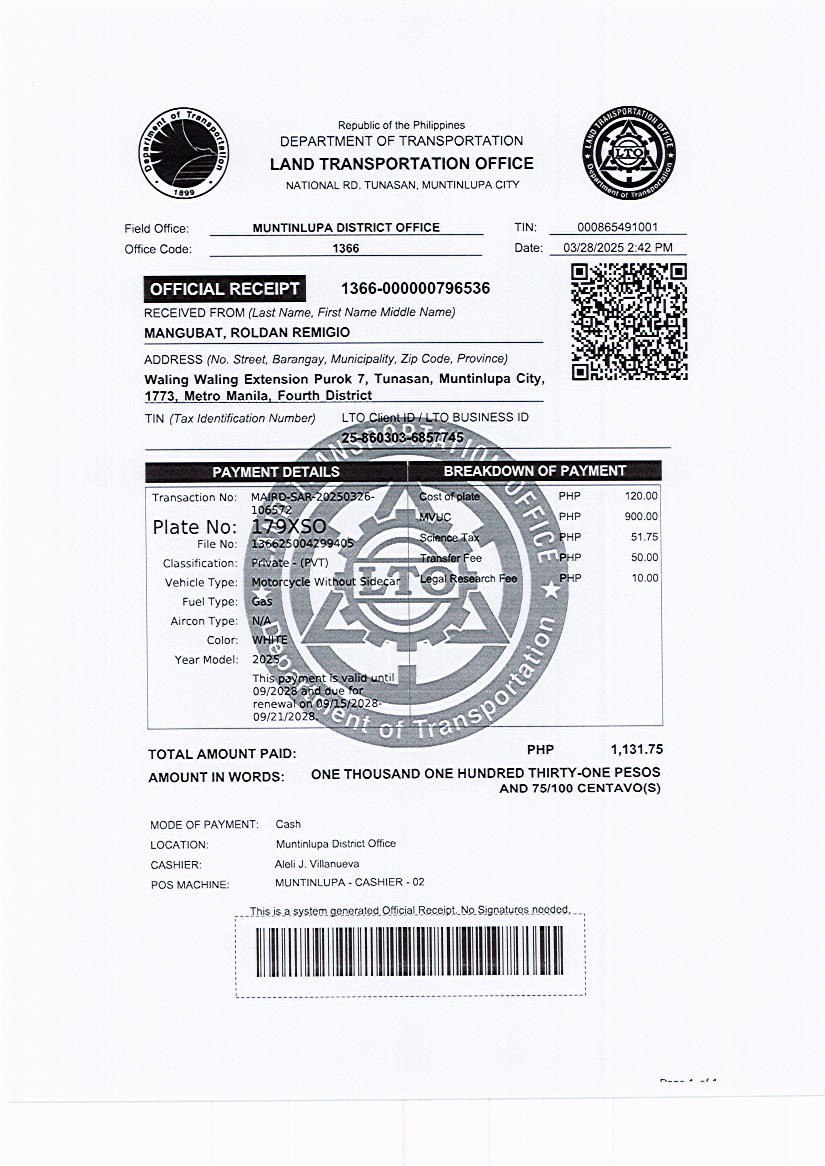 Republic of the Philippines
DEPARTMENT OF TRANSPORTATION
LAND TRANSPORTATION OFFICE
NATIONAL RD. TUNASAN, MUNTINLUPA CITY
Department of Transportation
1899
LAND TRANSPORTATION OFFICE
LTO
Department of Transportation
Field Office: MUNTINLUPA DISTRICT OFFICE TIN: 000865491001
Office Code: 1366 Date: 03/28/2025 2:42 PM
OFFICIAL RECEIPT 1366-000000796536
RECEIVED FROM (Last Name, First Name Middle Name)
MANGUBAT, ROLDAN REMIGIO
ADDRESS (No. Street, Barangay, Municipality, Zip Code, Province)
Waling Waling Extension Purok 7, Tunasan, Muntinlupa City,
1773, Metro Manila, Fourth District
TIN (Tax Identification Number) LTO Client ID / LTO BUSINESS ID
25-860303-6857745
PAYMENT DETAILS BREAKDOWN OF PAYMENT
Transaction No: MAIRD-SAR-20250326-
106572
Plate No: 179XSO
File No: 136625004299405
Classification: Private - (PVT)
Vehicle Type: Motorcycle Without Sidecar
Fuel Type: Gas
Aircon Type: N/A
Color: WHITE
Year Model: 2025
This payment is valid until
09/2028 and due for
renewal on 09/15/2028-
09/21/2028.
Cost of plate PHP 120.00
MVUC PHP 900.00
Science Tax PHP 51.75
Transfer Fee PHP 50.00
Legal Research Fee PHP 10.00
LAND TRANSPORTATION OFFICE
LTO
Department of Transportation
TOTAL AMOUNT PAID: PHP 1,131.75
AMOUNT IN WORDS: ONE THOUSAND ONE HUNDRED THIRTY-ONE PESOS
AND 75/100 CENTAVO(S)
MODE OF PAYMENT: Cash
LOCATION: Muntinlupa District Office
CASHIER: Aleli J. Villanueva
POS MACHINE: MUNTINLUPA - CASHIER - 02
This is a system generated Official Receipt. No Signatures needed.